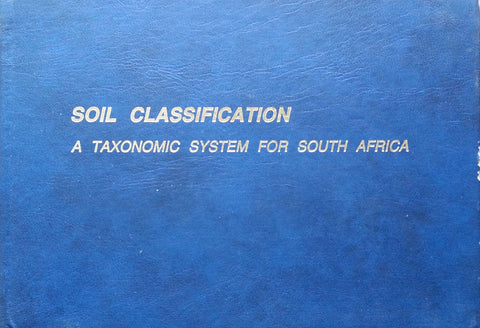 SOIL CLASSIFICATION
A TAXONOMIC SYSTEM FOR SOUTH AFRICA